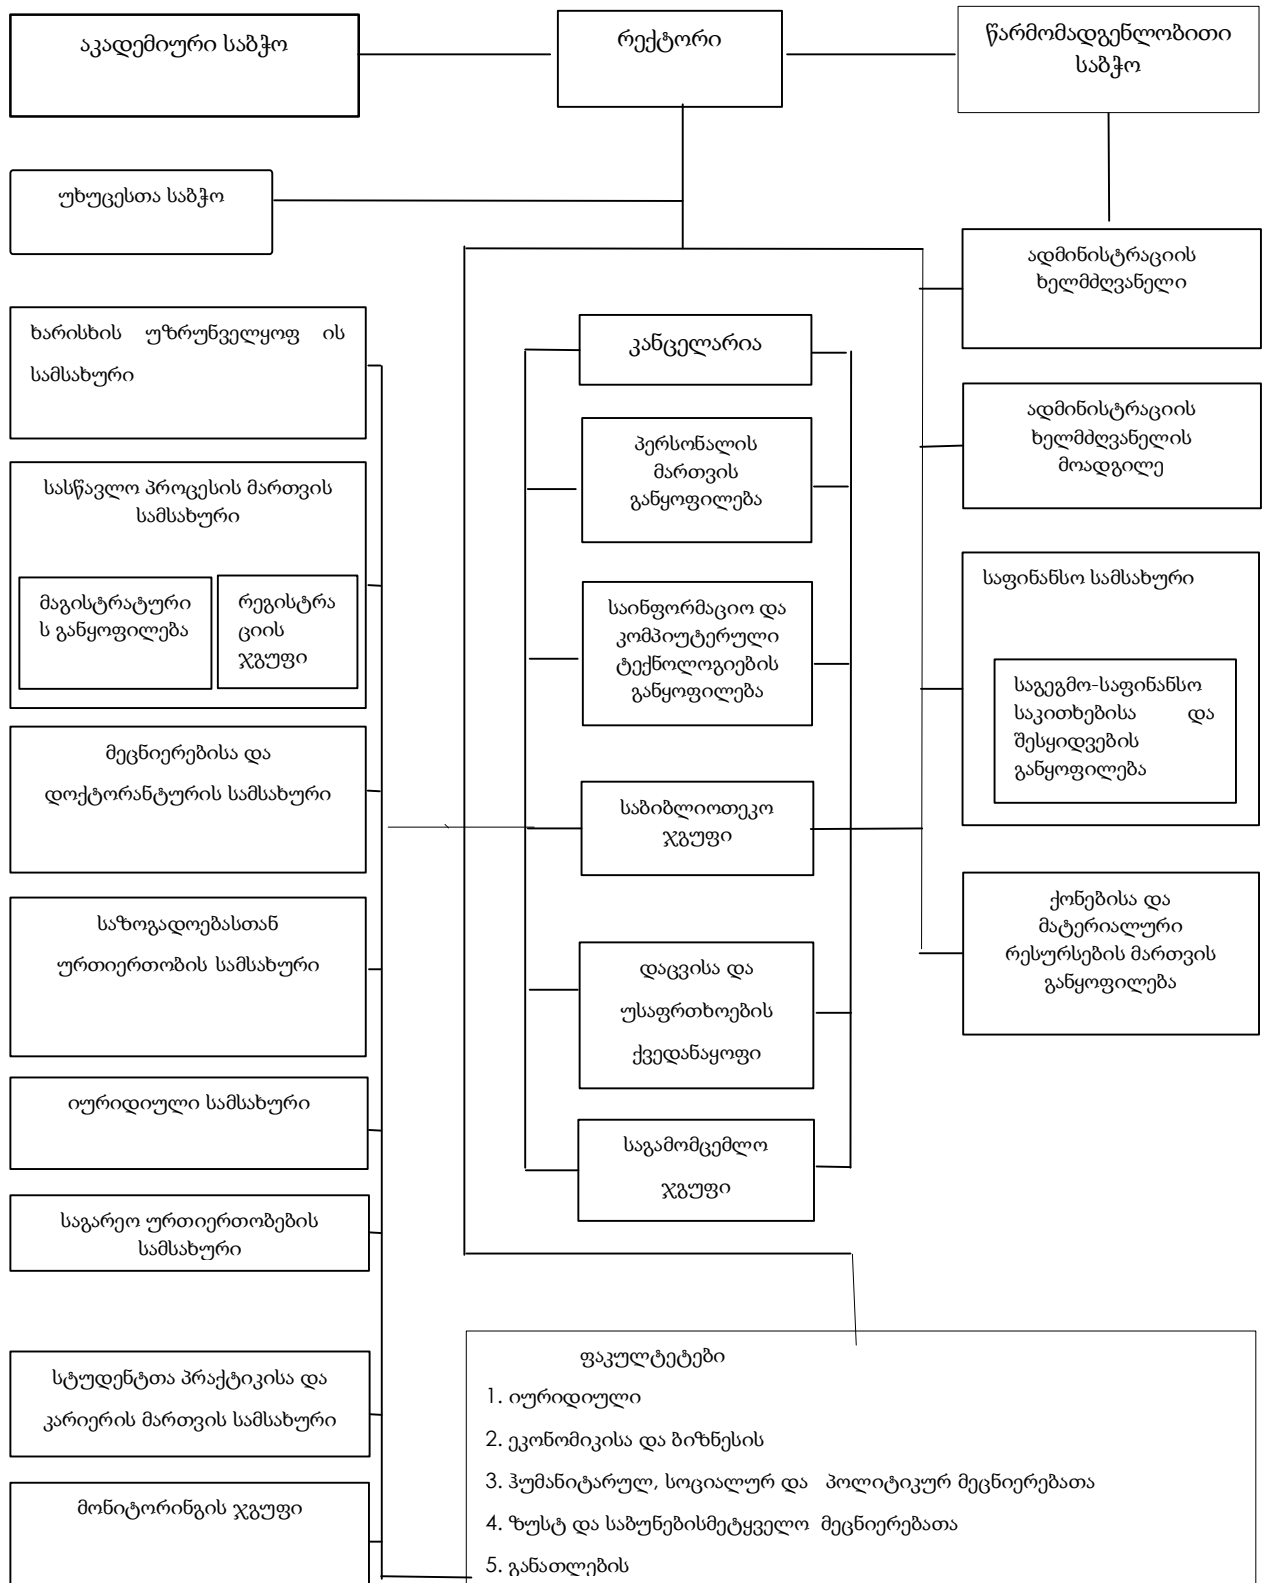 აკადემიური საბჭო
რექტორი
წარმომადგენლობითი
საბჭო
უხუცესთა საბჭო
ადმინისტრაციის
ხელმძღვანელი
ხარისხის უზრუნველყოფ ის
სამსახური
კანცელარია
ადმინისტრაციის
ხელმძღვანელის
მოადგილე
პერსონალის
მართვის
განყოფილება
სასწავლო პროცესის მართვის
სამსახური
მაგისტრატური
ს განყოფილება
რეგისტრა
ციის
ჯგუფი
საინფორმაციო და
კომპიუტერული
ტექნოლოგიების
განყოფილება
საფინანსო სამსახური
საგეგმო-საფინანსო
საკითხებისა და
შესყიდვების
განყოფილება
მეცნიერებისა და
დოქტორანტურის სამსახური
საბიბლიოთეკო
ჯგუფი
ქონებისა და
მატერიალური
რესურსების მართვის
განყოფილება
საზოგადოებასთან
ურთიერთობის სამსახური
დაცვისა და
უსაფრთხოების
ქვედანაყოფი
იურიდიული სამსახური
საგამომცემლო
ჯგუფი
საგარეო ურთიერთობების
სამსახური
სტუდენტთა პრაქტიკისა და
კარიერის მართვის სამსახური
მონიტორინგის ჯგუფი
ფაკულტეტები
1. იურიდიული
2. ეკონომიკისა და ბიზნესის
3. ჰუმანიტარულ, სოციალურ და პოლიტიკურ მეცნიერებათა
4. ზუსტ და საბუნებისმეტყველო მეცნიერებათა
5. განათლების